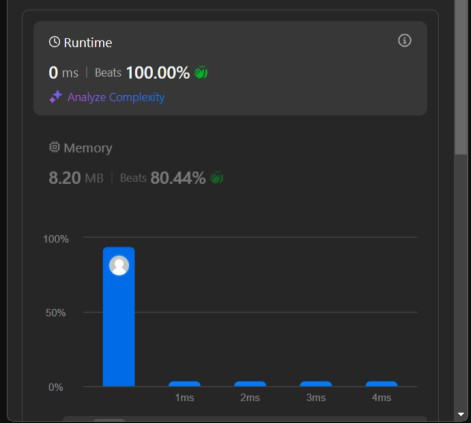 Runtime
0 ms | Beats 100.00%
Analyze Complexity
Memory
8.20 MB | Beats 80.44%
100%
50%
0%
1ms 2ms 3ms 4ms